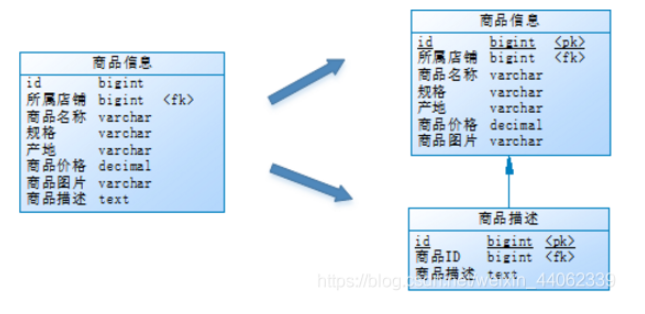 商品信息
id bigint
所属店铺 bigint <fk>
商品名称 varchar
规格 varchar
产地 varchar
商品价格 decimal
商品图片 varchar
商品描述 text
商品信息
id bigint <pk>
所属店铺 bigint <fk>
商品名称 varchar
规格 varchar
产地 varchar
商品价格 decimal
商品图片 varchar
商品描述
id bigint <pk>
商品ID bigint <fk>
商品描述 text
https://blog.csdn.net/weixin_44062339